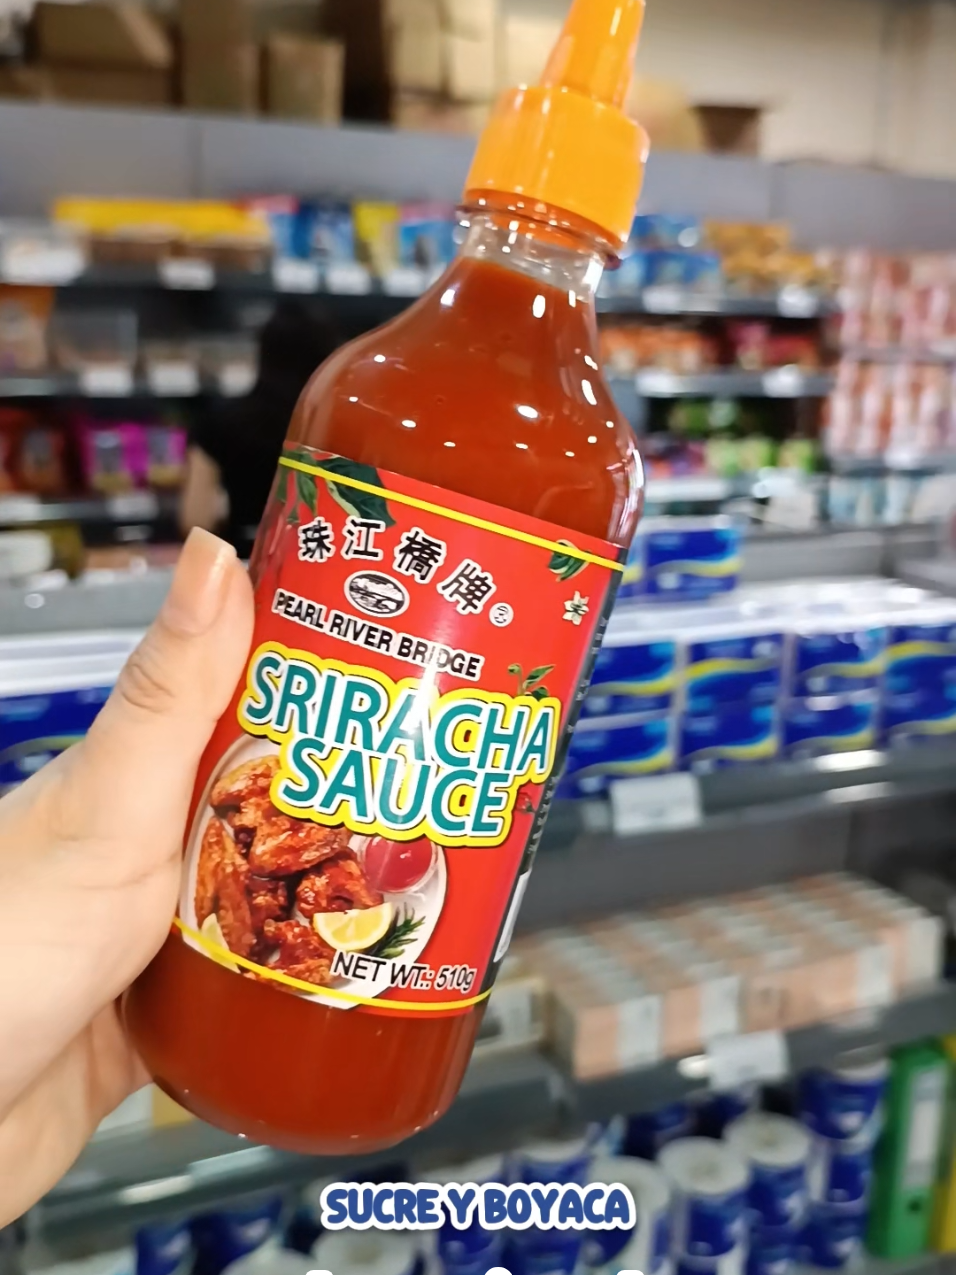 珠江橋牌
PEARL RIVER BRIDGE
SRIRACHA
SAUCE
NET WT.: 510g
SUCRE Y BOYACA